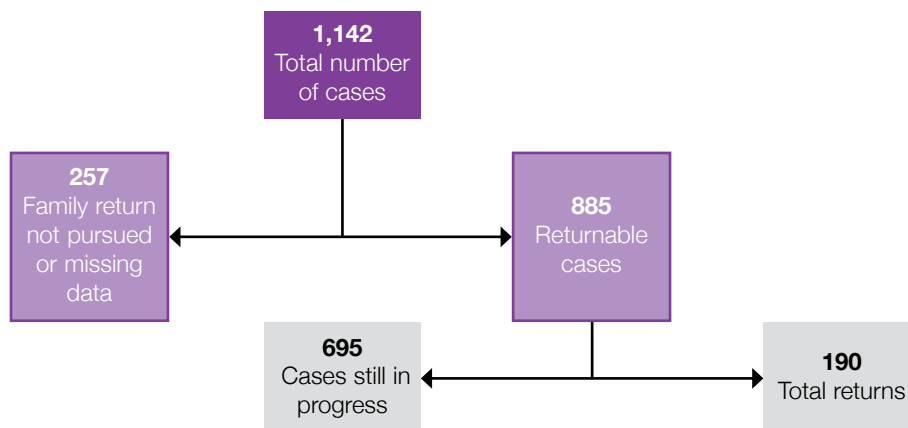 1,142
Total number
of cases
257
Family return
not pursued
or missing
data
885
Returnable
cases
695
Cases still in
progress
190
Total returns